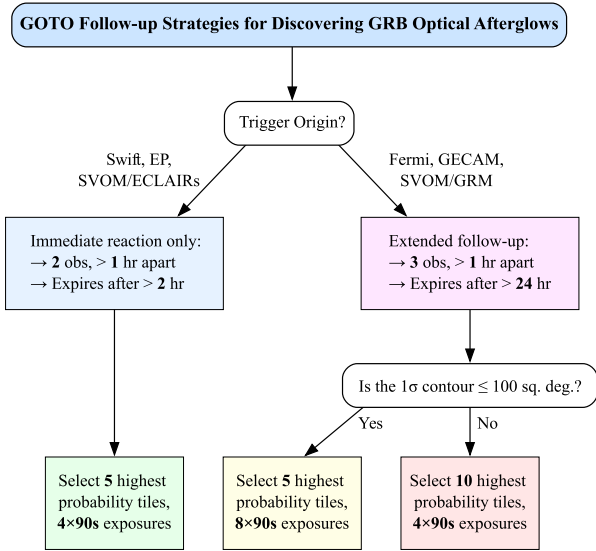 GOTO Follow-up Strategies for Discovering GRB Optical Afterglows
Trigger Origin?
Swift, EP,
SVOM/ECLAIRs
Fermi, GECAM,
SVOM/GRM
Immediate reaction only:
→ 2 obs, > 1 hr apart
→ Expires after > 2 hr
Extended follow-up:
→ 3 obs, > 1 hr apart
→ Expires after > 24 hr
Is the 1σ contour ≤ 100 sq. deg.?
Yes
No
Select 5 highest
probability tiles,
4×90s exposures
Select 5 highest
probability tiles,
8×90s exposures
Select 10 highest
probability tiles,
4×90s exposures